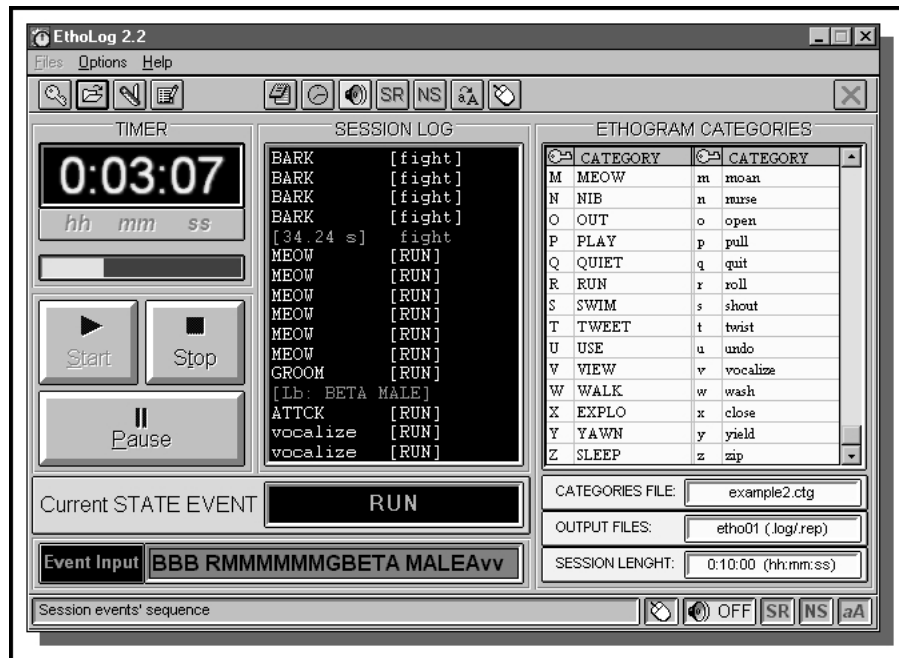 EthoLog 2.2
Files Options Help
SR NS aA
TIMER
0:03:07
hh mm ss
Start
Stop
Pause
SESSION LOG
BARK [fight]
BARK [fight]
BARK [fight]
BARK [fight]
[34.24 s] fight
MEOW [RUN]
MEOW [RUN]
MEOW [RUN]
MEOW [RUN]
MEOW [RUN]
MEOW [RUN]
GROOM [RUN]
[Lb: BETA MALE]
ATTCK [RUN]
vocalize [RUN]
vocalize [RUN]
ETHOGRAM CATEGORIES
CATEGORY CATEGORY
M MEOW m moan
N NIB n nurse
O OUT o open
P PLAY p pull
Q QUIET q quit
R RUN r roll
S SWIM s shout
T TWEET t twist
U USE u undo
V VIEW v vocalize
W WALK w wash
X EXPLO x close
Y YAWN y yield
Z SLEEP z zip
Current STATE EVENT RUN
Event Input BBB RMMMMMMGBETA MALEAvv
CATEGORIES FILE: example2.ctg
OUTPUT FILES: etho01 (.log/.rep)
SESSION LENGHT: 0:10:00 (hh:mm:ss)
Session events' sequence
OFF SR NS aA